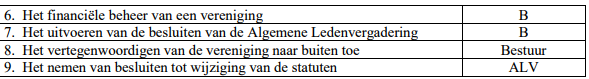 6. Het financiële beheer van een vereniging B
7. Het uitvoeren van de besluiten van de Algemene Ledenvergadering B
8. Het vertegenwoordigen van de vereniging naar buiten toe Bestuur
9. Het nemen van besluiten tot wijziging van de statuten ALV